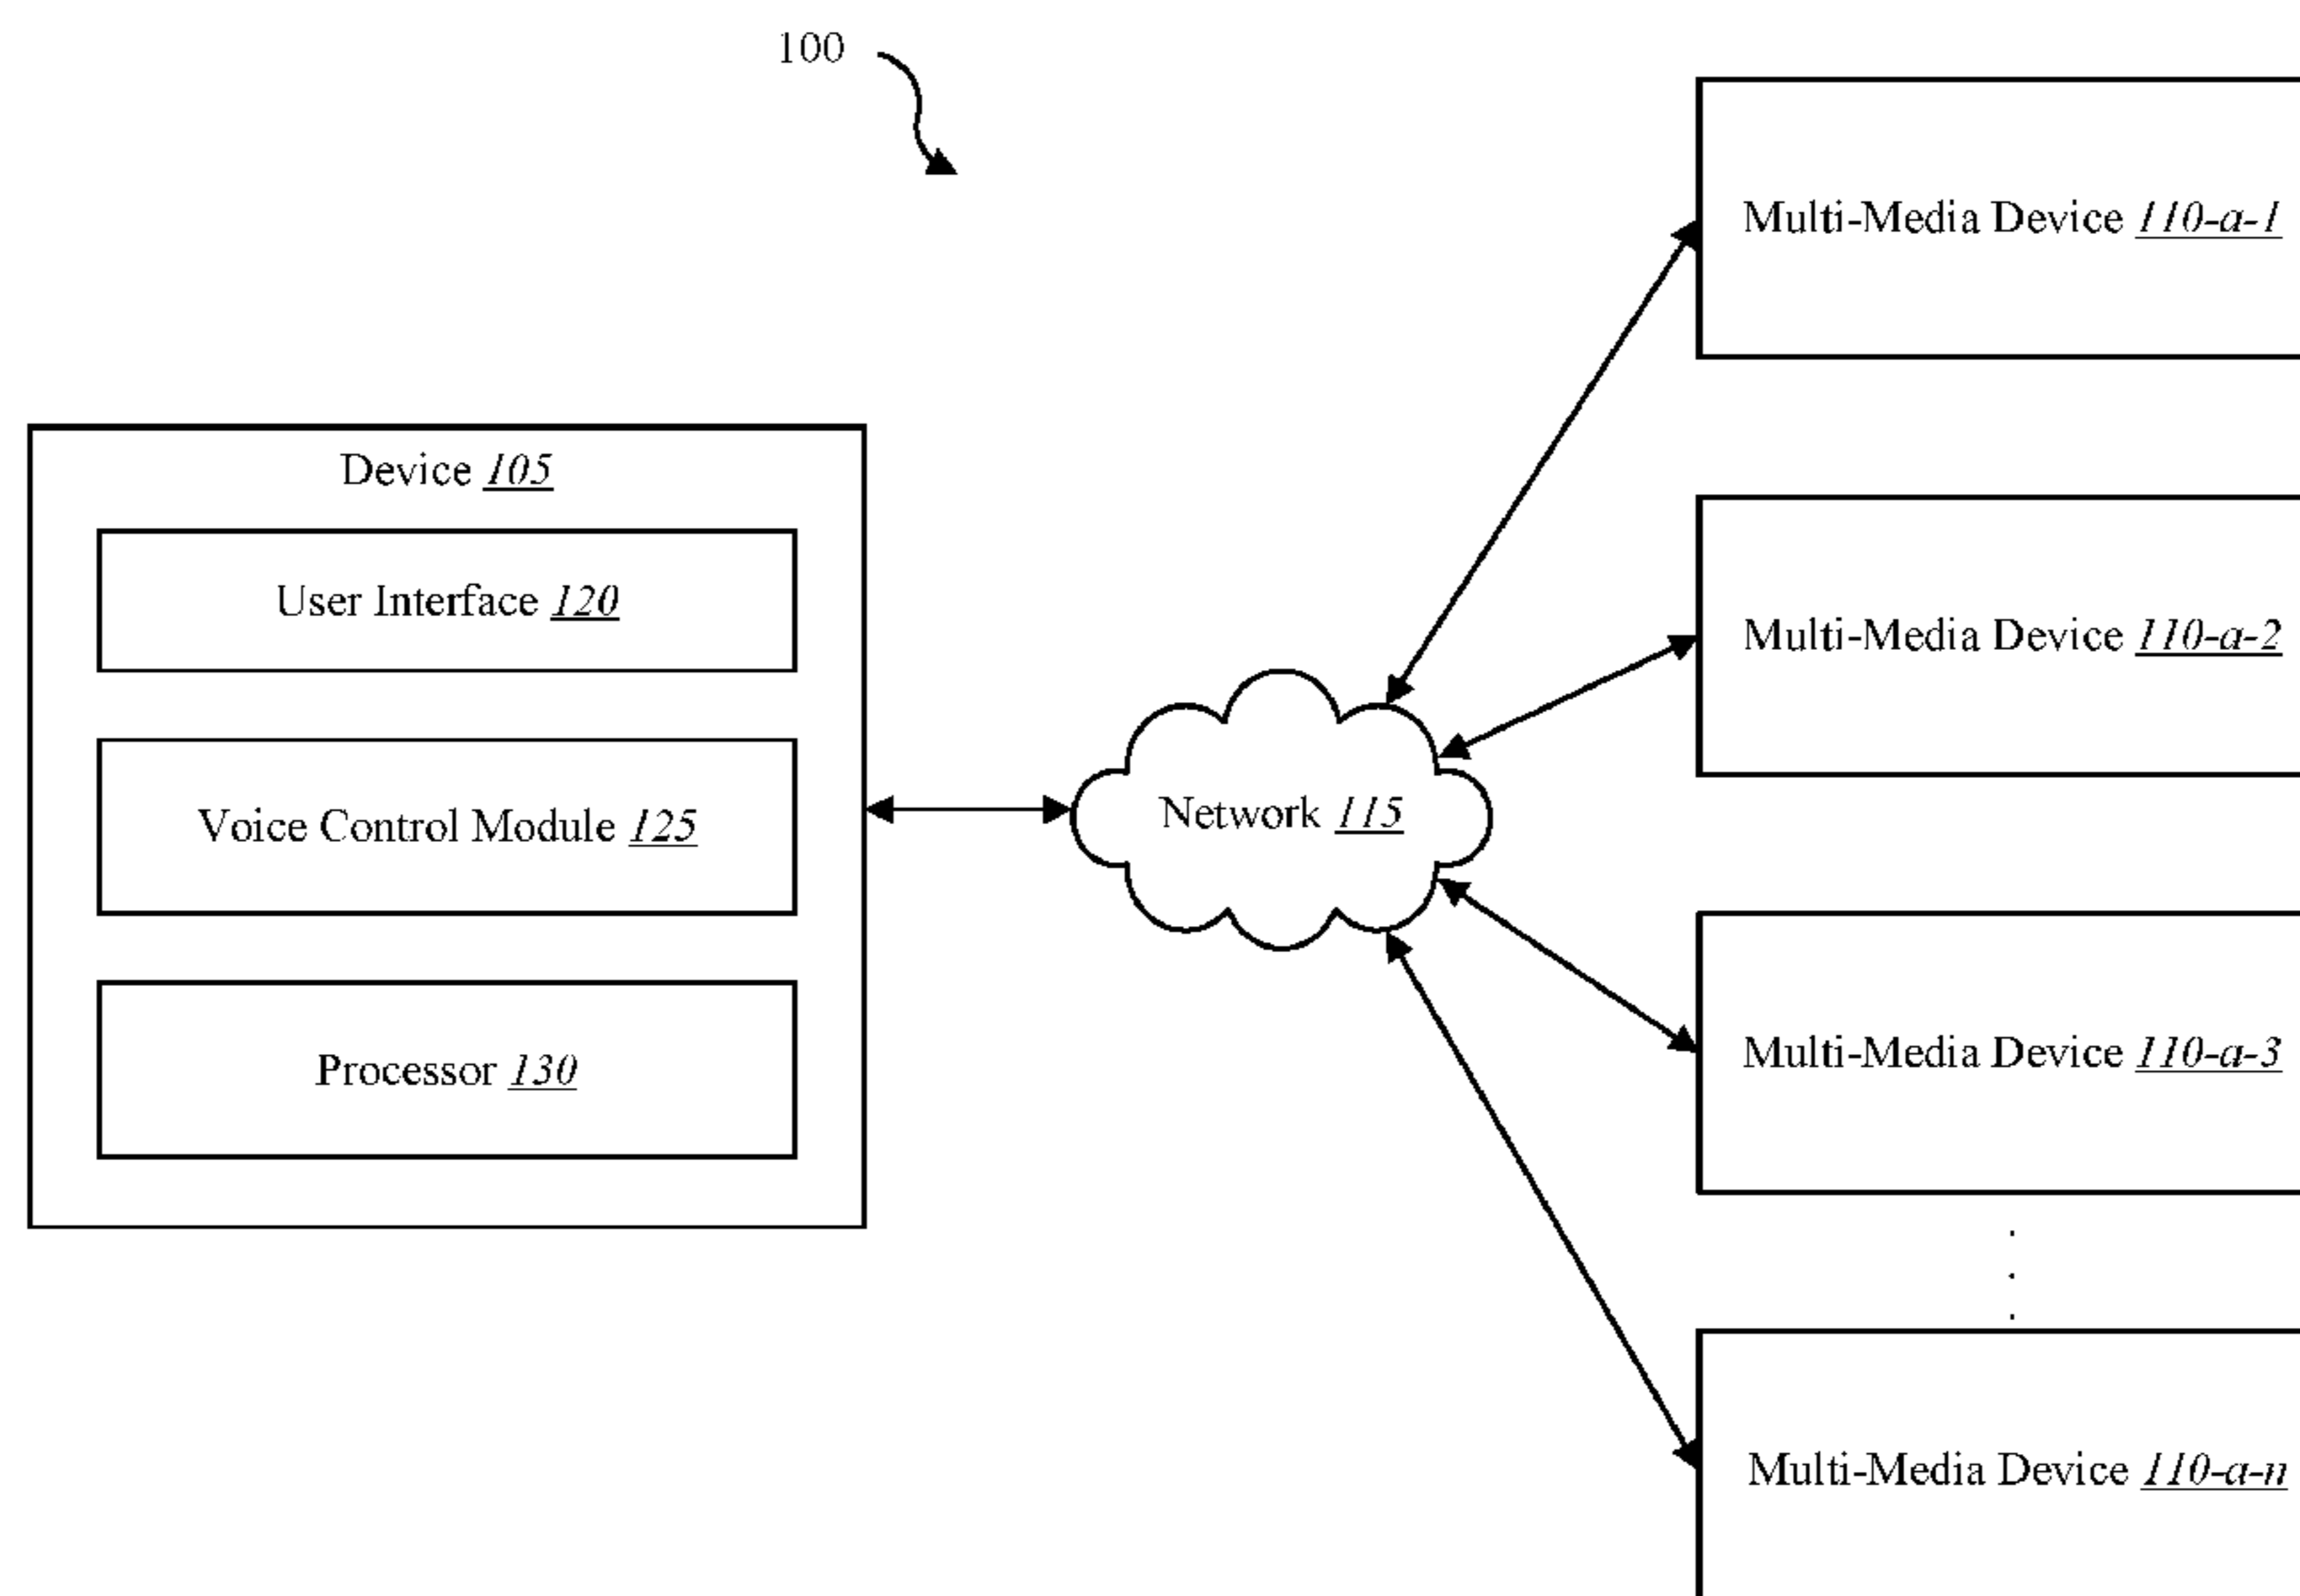 100
Device 105
User Interface 120
Voice Control Module 125
Processor 130
Network 115
Multi-Media Device 110-a-1
Multi-Media Device 110-a-2
Multi-Media Device 110-a-3
.
.
.
Multi-Media Device 110-a-n